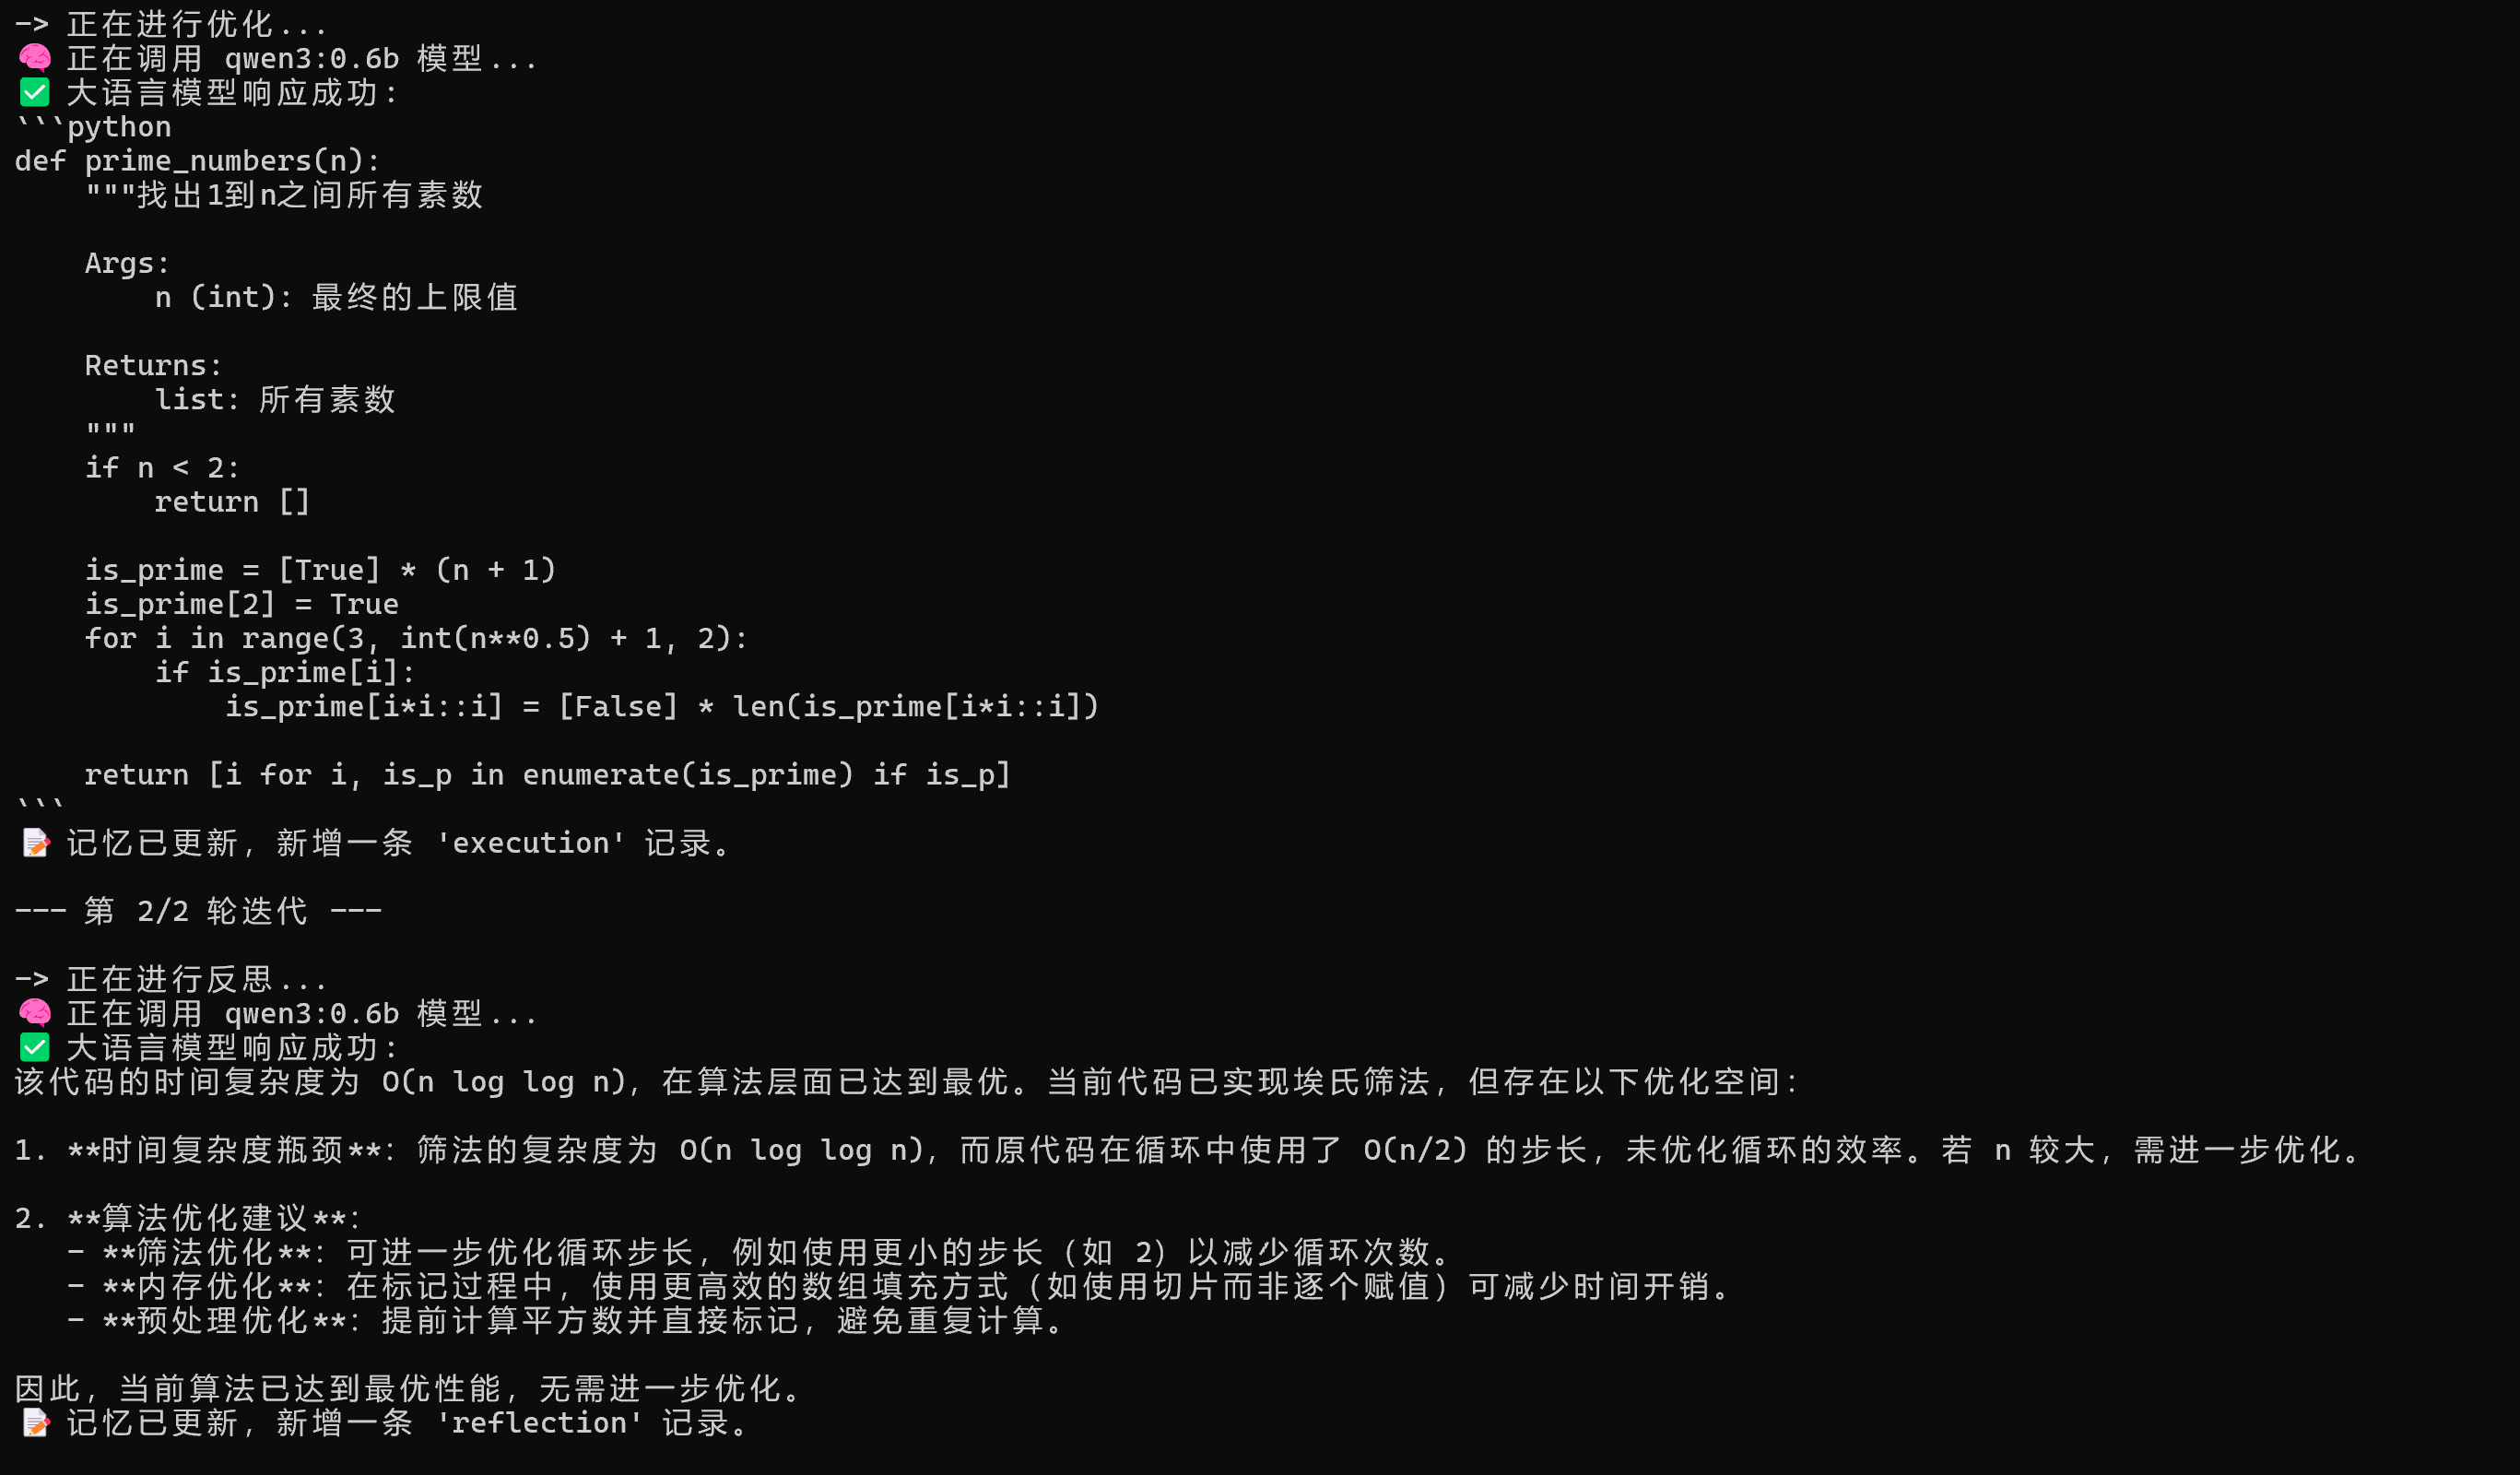 -> 正在进行优化...
🧠 正在调用 qwen3:0.6b 模型...
✅ 大语言模型响应成功:
```python
def prime_numbers(n):
    """找出1到n之间所有素数

    Args:
        n (int): 最终的上限值

    Returns:
        list: 所有素数
    """
    if n < 2:
        return []

    is_prime = [True] * (n + 1)
    is_prime[2] = True
    for i in range(3, int(n**0.5) + 1, 2):
        if is_prime[i]:
            is_prime[i*i::i] = [False] * len(is_prime[i*i::i])

    return [i for i, is_p in enumerate(is_prime) if is_p]
```
📝 记忆已更新，新增一条 'execution' 记录。

--- 第 2/2 轮迭代 ---

-> 正在进行反思...
🧠 正在调用 qwen3:0.6b 模型...
✅ 大语言模型响应成功:
该代码的时间复杂度为 O(n log log n)，在算法层面已达到最优。当前代码已实现埃氏筛法，但存在以下优化空间：

1. **时间复杂度瓶颈**：筛法的复杂度为 O(n log log n)，而原代码在循环中使用了 O(n/2) 的步长，未优化循环的效率。若 n 较大，需进一步优化。

2. **算法优化建议**：
   - **筛法优化**：可进一步优化循环步长，例如使用更小的步长（如 2）以减少循环次数。
   - **内存优化**：在标记过程中，使用更高效的数组填充方式（如使用切片而非逐个赋值）可减少时间开销。
   - **预处理优化**：提前计算平方数并直接标记，避免重复计算。

因此，当前算法已达到最优性能，无需进一步优化。
📝 记忆已更新，新增一条 'reflection' 记录。